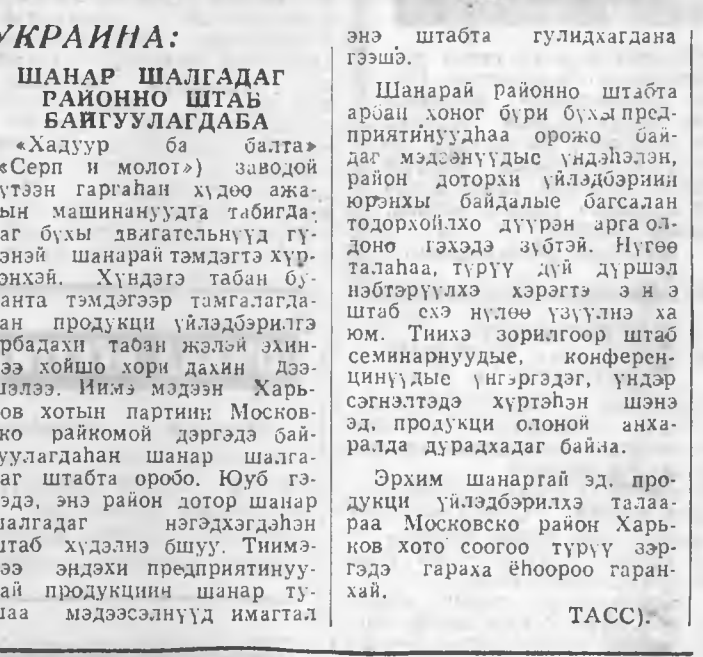 УКРАИНА:
ШАНАР ШАЛГАДАГ
РАЙОННО ШТАБ
БАЙГУУЛАГДАБА
«Хадуур ба балта»
«Серп и молот») заводой
үтээн гаргаһан хүдөө ажа-
ын машинануудта табигда-
аг бүхы двигательнүүд гү-
энэй шанарай тэмдэгтэ хүр-
энхэй. Хүндэтэ табан бу-
анта тэмдэгээр тамгалагда-
ан продукци үйлэдбэрилгэ
рбадахи табан жэлэй эхин-
ээ хойшо хори дахин дээ-
шэлээ. Иимэ мэдээн Харь-
ов хотын партиин Москов-
ко райкомой дэргэдэ бай-
уулагдаһан шанар шалга-
аг штабта оробо. Юуб гэ-
эдэ, энэ район дотор шанар
алгадаг нэгэдхэгдэһэн
таб хүдэлнэ бшуу. Тиимэ-
ээ эндэхи предприятинуу-
ай продукциин шанар ту-
аа мэдээсэлнүүд имагтал
энэ штабта гулидхагдана
гээшэ.
Шанарай районно штабта
арбан хоног бүри бүхы пред-
приятинуудһаа орожо бай-
даг мэдээнүүдые үндэһэлэн,
район доторхи үйлэдбэриин
юрэнхы байдалые багсалан
тодорхойлхо дүүрэн арга ол-
доно гэхэдэ зүбтэй. Нүгөө
талаһаа, түрүү дүй дүршэл
нэбтэрүүлхэ хэрэгтэ э н э
штаб ехэ нүлөө үзүүлнэ ха
юм. Тиихэ зорилгоор штаб
семинарнуудые, конферен-
цинүүдые үнгэргэдэг, үндэр
сэгнэлтэдэ хүртэһэн шэнэ
эд, продукци олоной анха-
ралда дурадхадаг байна.
Эрхим шанартай эд, про-
дукци үйлэдбэрилхэ талаа-
раа Московско район Харь-
ков хото соогоо түрүү зэр-
гэдэ гараха ёһоороо гаран-
хай.
ТАСС).